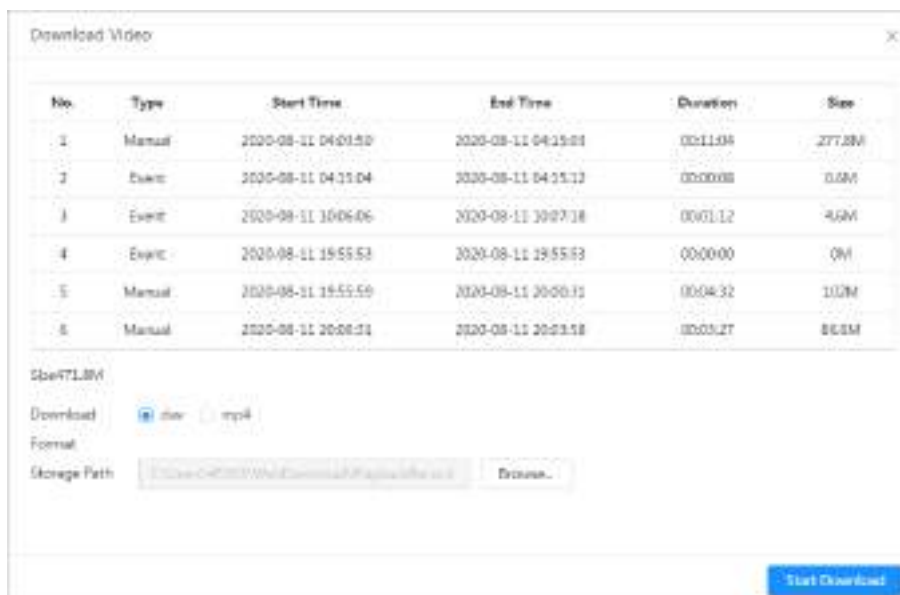 Download Video
No. Type Start Time End Time Duration Size
1 Manual 2020-08-11 04:03:59 2020-08-11 04:15:03 00:11:04 277.8M
2 Event 2020-08-11 04:15:04 2020-08-11 04:15:12 00:00:08 0.6M
3 Event 2020-08-11 10:06:06 2020-08-11 10:07:18 00:01:12 4.6M
4 Event 2020-08-11 19:55:53 2020-08-11 19:55:53 00:00:00 0M
5 Manual 2020-08-11 19:55:59 2020-08-11 20:00:31 00:04:32 102M
6 Manual 2020-08-11 20:00:31 2020-08-11 20:03:58 00:03:27 86.8M
Size471.8M
Download dav mp4
Format
Storage Path Browse..
Start Download